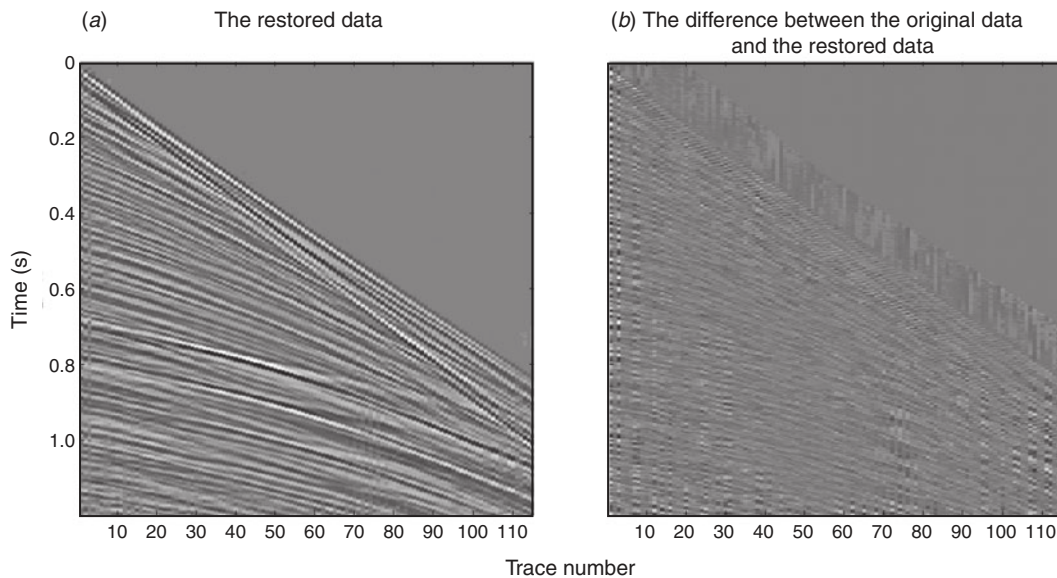 (a) The restored data
(b) The difference between the original data
and the restored data
Time (s)
0
0.2
0.4
0.6
0.8
1.0
10 20 30 40 50 60 70 80 90 100 110
10 20 30 40 50 60 70 80 90 100 110
Trace number